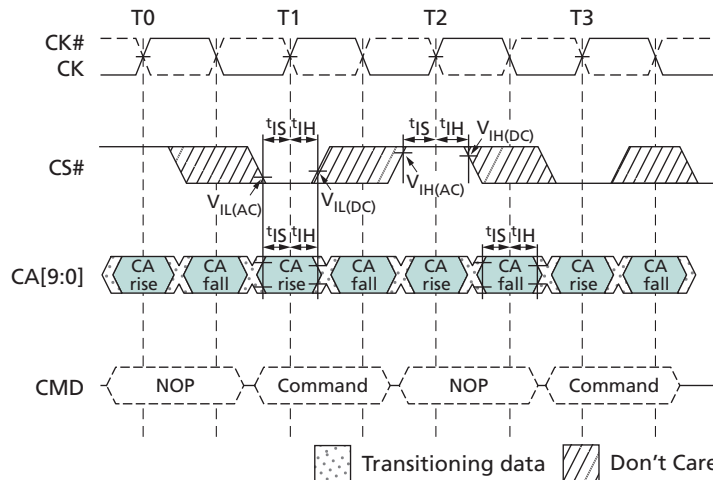 T0 T1 T2 T3
CK#
CK
tIS tIH tIS tIH
VIH(DC)
CS#
VIL(AC) VIL(DC) VIH(AC)
tIS tIH tIS tIH
CA[9:0] CA rise CA fall CA rise CA fall CA rise CA fall CA rise CA fall
CMD NOP Command NOP Command
Transitioning data Don't Care